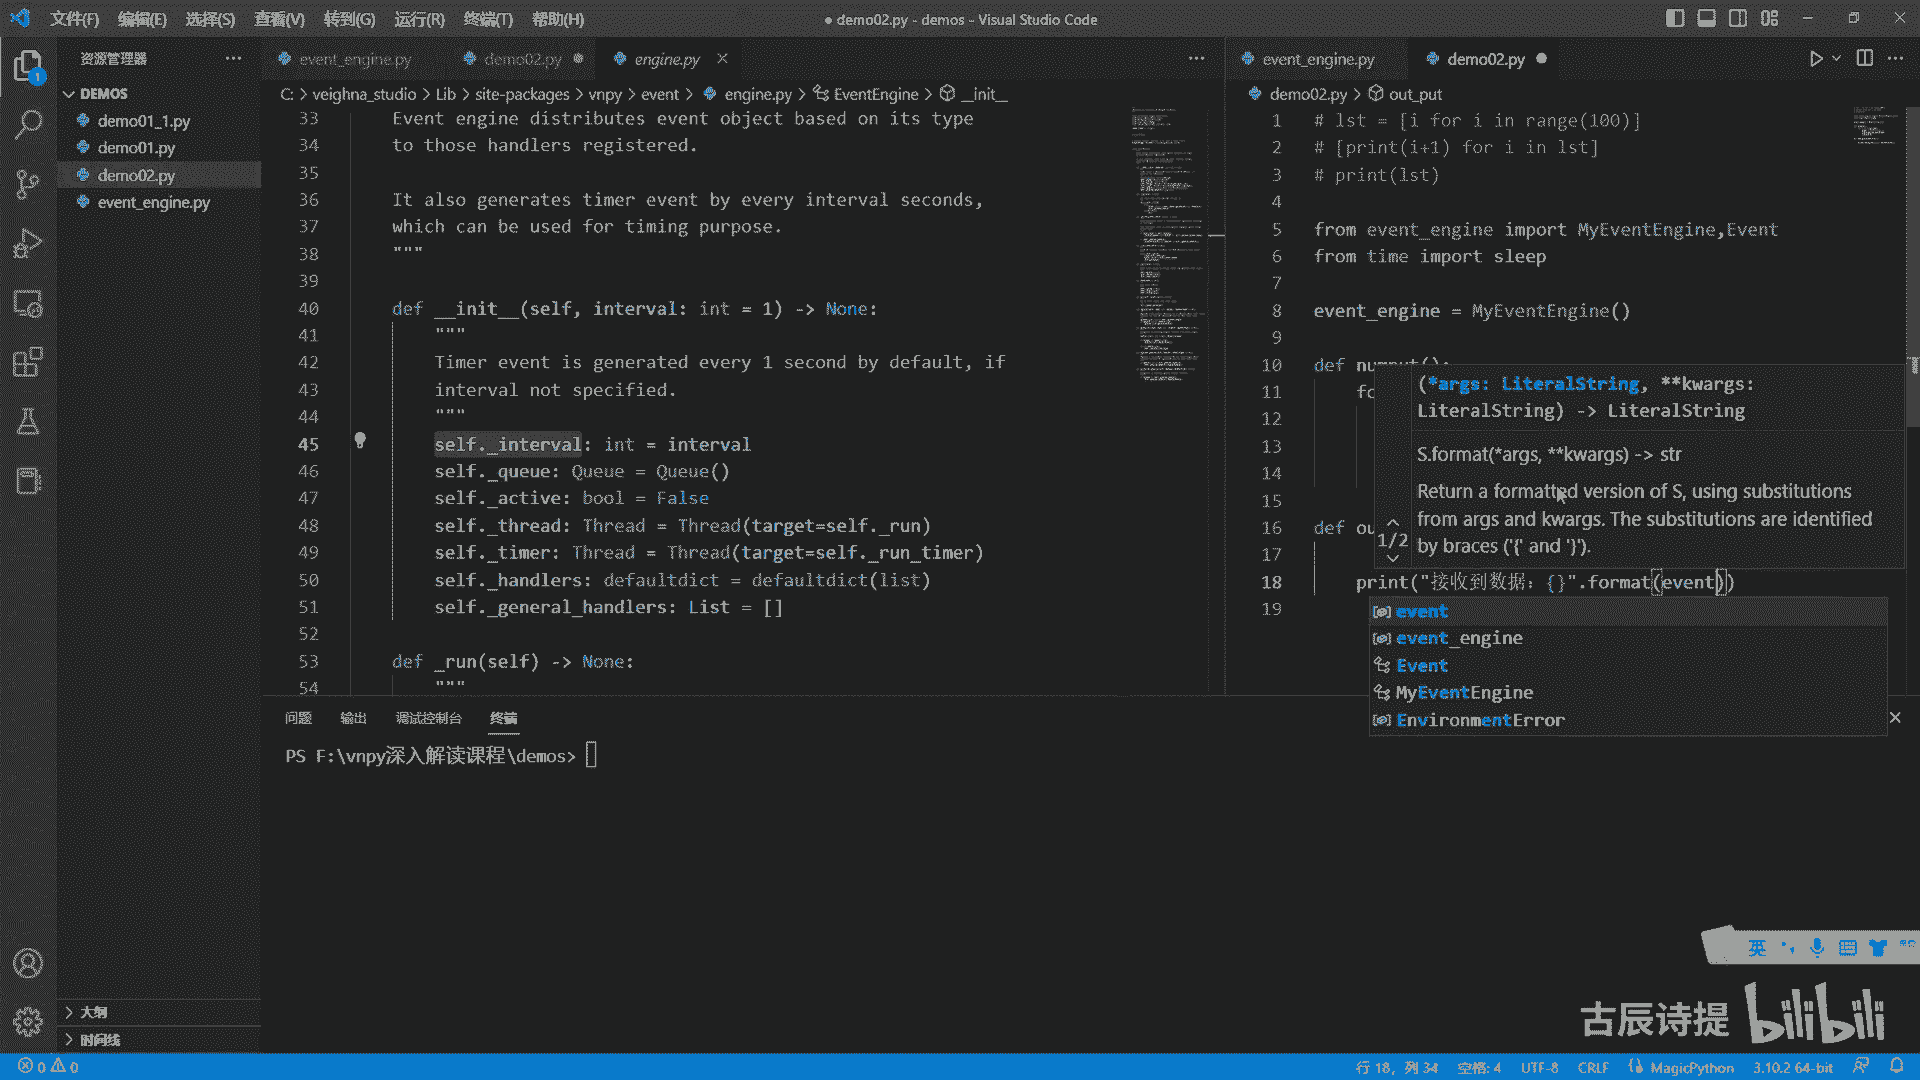 文件(F) 编辑(E) 选择(S) 查看(V) 转到(G) 运行(R) 终端(T) 帮助(H)
● demo02.py - demos - Visual Studio Code
资源管理器
DEMOS
demo01_1.py
demo01.py
demo02.py
event_engine.py
大纲
时间线
event_engine.py demo02.py engine.py
C: > veighna_studio > Lib > site-packages > vnpy > event > engine.py > EventEngine > __init__
33 Event engine distributes event object based on its type
34 to those handlers registered.
35
36 It also generates timer event by every interval seconds,
37 which can be used for timing purpose.
38 """
39
40 def __init__(self, interval: int = 1) -> None:
41 """
42 Timer event is generated every 1 second by default, if
43 interval not specified.
44 """
45 self._interval: int = interval
46 self._queue: Queue = Queue()
47 self._active: bool = False
48 self._thread: Thread = Thread(target=self._run)
49 self._timer: Thread = Thread(target=self._run_timer)
50 self._handlers: defaultdict = defaultdict(list)
51 self._general_handlers: List = []
52
53 def _run(self) -> None:
54 """
event_engine.py demo02.py
demo02.py > out_put
1 # lst = [i for i in range(100)]
2 # [print(i+1) for i in lst]
3 # print(lst)
4
5 from event_engine import MyEventEngine,Event
6 from time import sleep
7
8 event_engine = MyEventEngine()
9
10 def
11 fo
12
13
14
15
16 def ou
17
18 print("接收到数据：{}".format(event))
19
(*args: LiteralString, **kwargs:
LiteralString) -> LiteralString
S.format(*args, **kwargs) -> str
Return a formatted version of S, using substitutions
from args and kwargs. The substitutions are identified
by braces ('{' and '}').
1/2
event
event_engine
Event
MyEventEngine
EnvironmentError
问题 输出 调试控制台 终端
PS F:\vnpy深入解读课程\demos>
英
古辰诗提 bilibili
1
0 0
行 18，列 34 空格: 4 UTF-8 CRLF MagicPython 3.10.2 64-bit